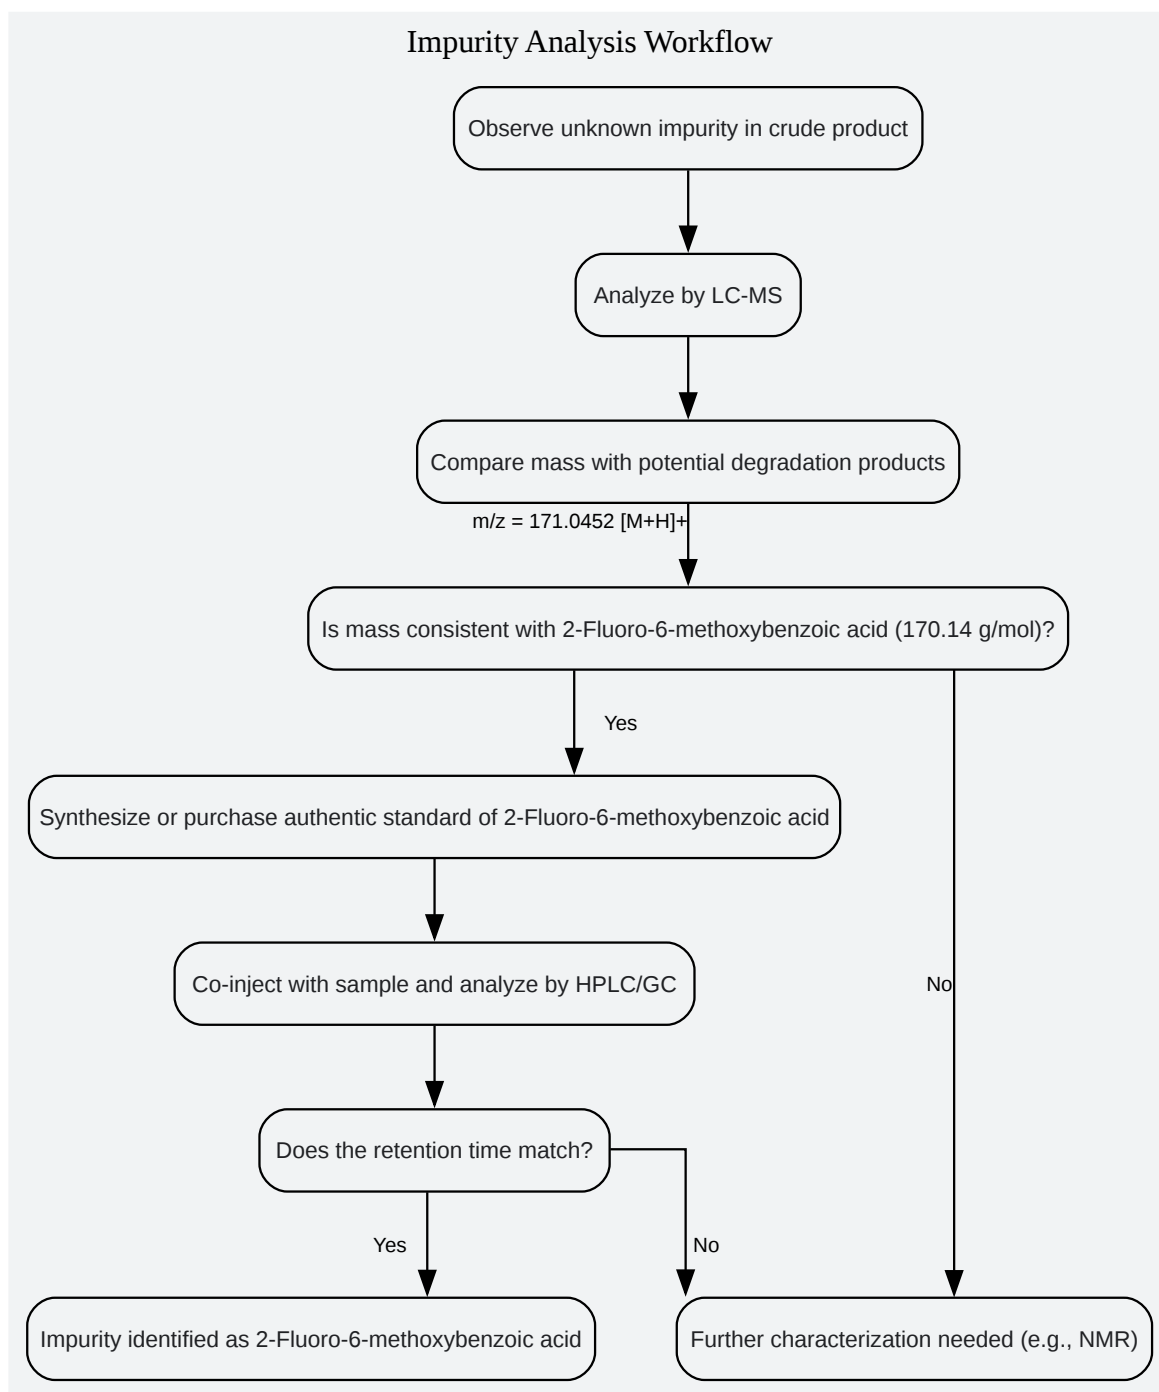 Impurity Analysis Workflow
Observe unknown impurity in crude product
Analyze by LC-MS
Compare mass with potential degradation products
m/z = 171.0452 [M+H]+
Is mass consistent with 2-Fluoro-6-methoxybenzoic acid (170.14 g/mol)?
Yes
Synthesize or purchase authentic standard of 2-Fluoro-6-methoxybenzoic acid
Co-inject with sample and analyze by HPLC/GC
No
Does the retention time match?
Yes
No
Impurity identified as 2-Fluoro-6-methoxybenzoic acid
Further characterization needed (e.g., NMR)